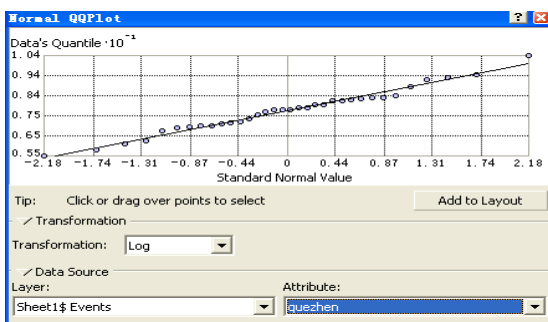 Normal QQPlot
Data's Quantile ·10⁻¹
1.04
0.94
0.84
0.75
0.65
0.55
-2.18 -1.74 -1.31 -0.87 -0.44 0 0.44 0.87 1.31 1.74 2.18
Standard Normal Value
Tip: Click or drag over points to select Add to Layout
Transformation
Transformation: Log
Data Source
Layer: Attribute:
Sheet1$ Events quezhen